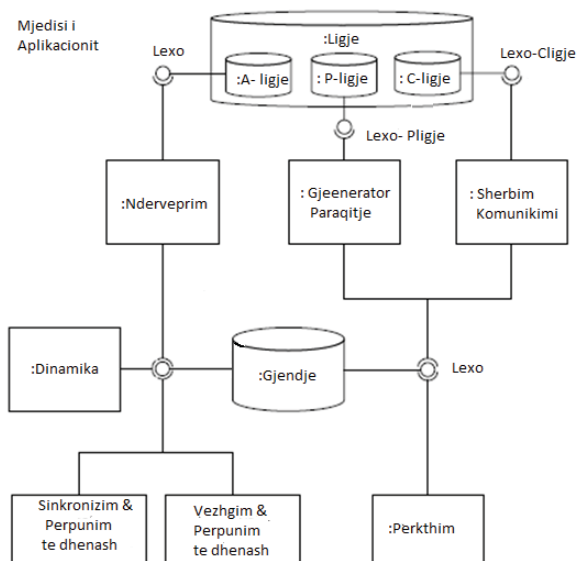 Mjedisi i
Aplikacionit
Lexo
:Ligje
Lexo-Cligje
:A- ligje
: P-ligje
: C-ligje
Lexo- Pligje
:Nderveprim
: Gjeenerator
Paraqitje
: Sherbim
Komunikimi
:Dinamika
:Gjendje
Lexo
Sinkronizim &
Perpunim
te dhenash
Vezhgim &
Perpunim
te dhenash
:Perkthim